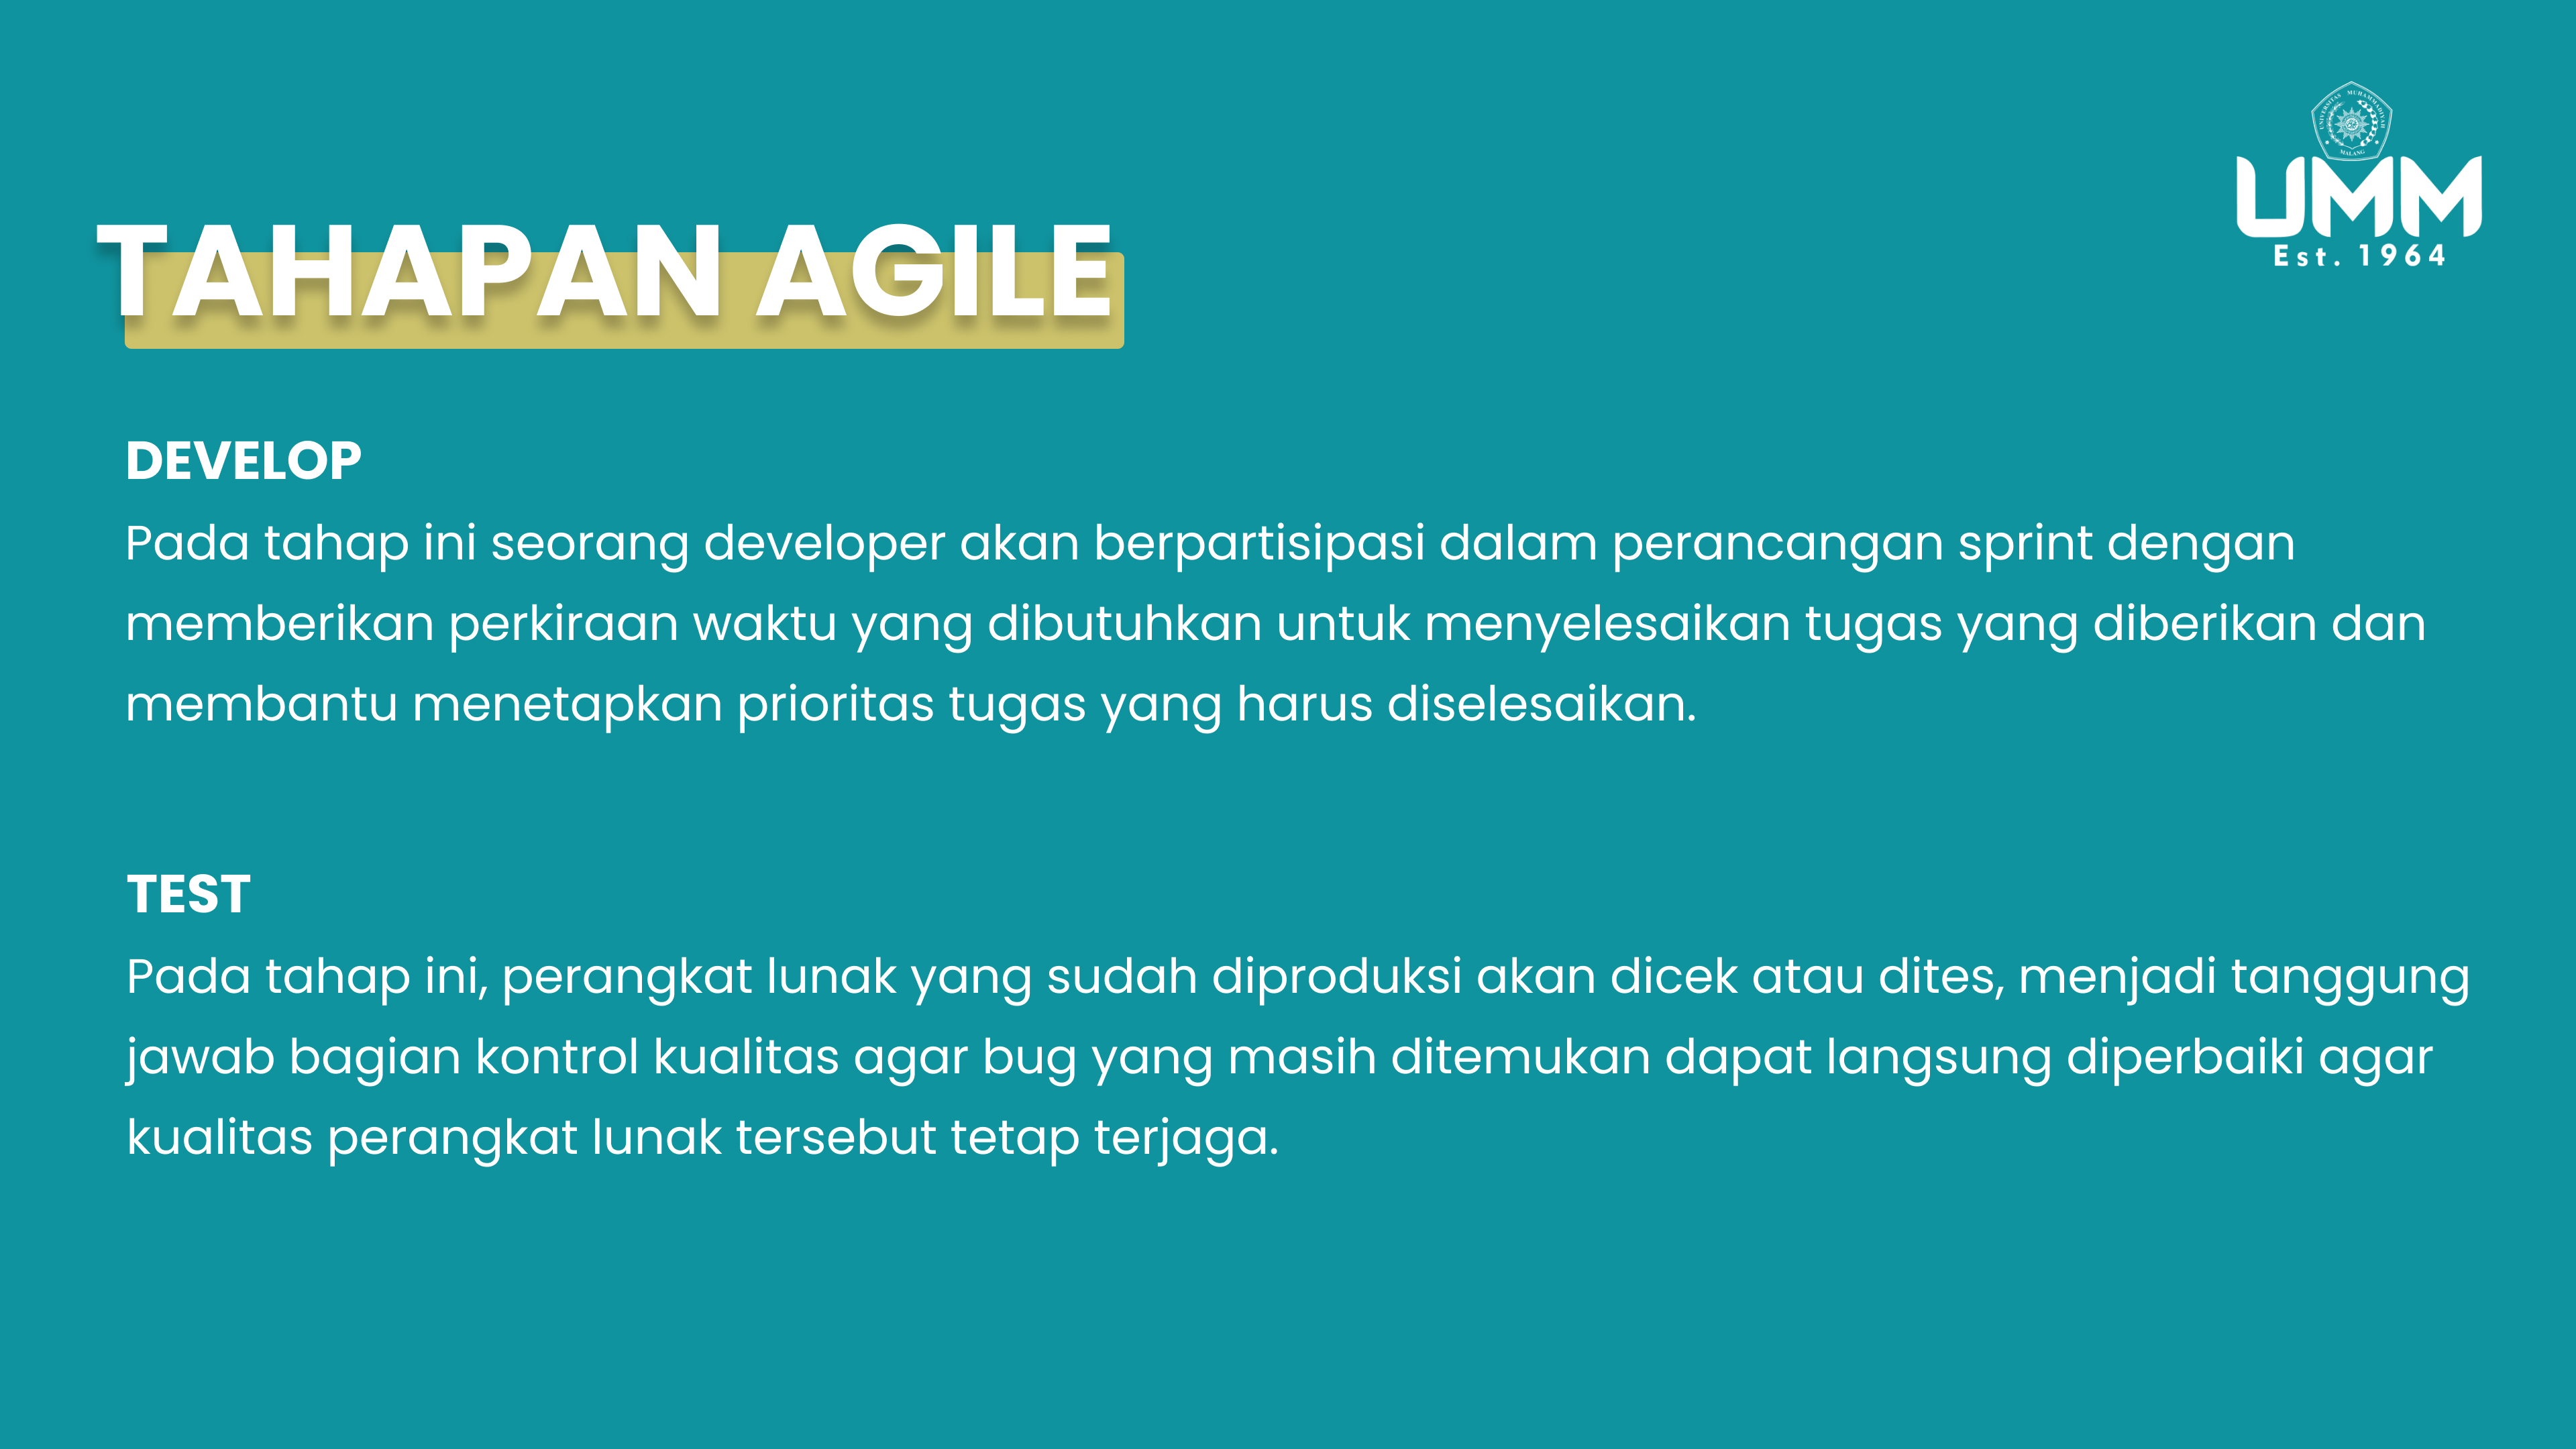 UNIVERSITAS MUHAMMADIYAH
MALANG
UMM
Est. 1964
TAHAPAN AGILE
DEVELOP
Pada tahap ini seorang developer akan berpartisipasi dalam perancangan sprint dengan
memberikan perkiraan waktu yang dibutuhkan untuk menyelesaikan tugas yang diberikan dan
membantu menetapkan prioritas tugas yang harus diselesaikan.
TEST
Pada tahap ini, perangkat lunak yang sudah diproduksi akan dicek atau dites, menjadi tanggung
jawab bagian kontrol kualitas agar bug yang masih ditemukan dapat langsung diperbaiki agar
kualitas perangkat lunak tersebut tetap terjaga.